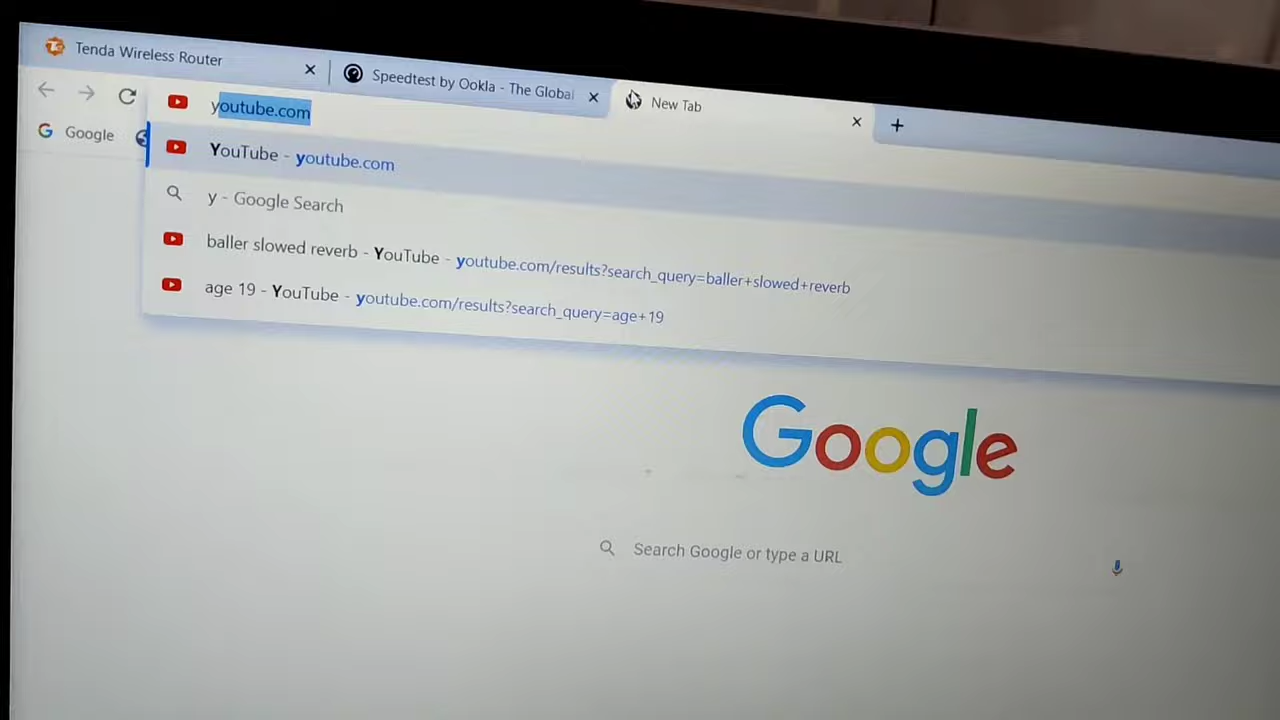 Tenda Wireless Router
Speedtest by Ookla - The Global
New Tab
youtube.com
Google
YouTube - youtube.com
y - Google Search
baller slowed reverb - YouTube - youtube.com/results?search_query=baller+slowed+reverb
age 19 - YouTube - youtube.com/results?search_query=age+19
Google
Search Google or type a URL